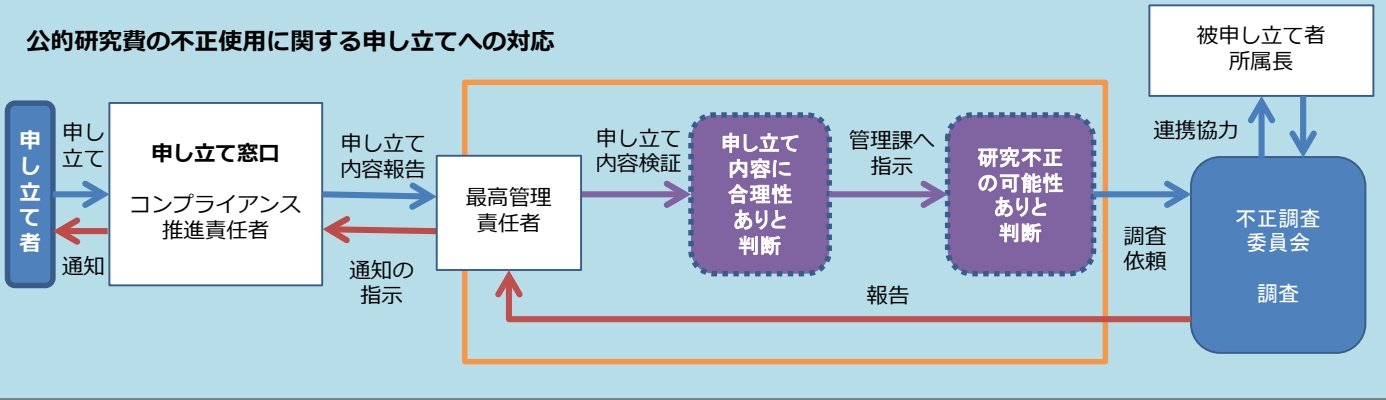 公的研究費の不正使用に関する申し立てへの対応
申し立て者
申し
立て
通知
申し立て窓口
コンプライアンス
推進責任者
申し立て
内容報告
通知の
指示
最高管理
責任者
申し立て
内容検証
申し立て
内容に
合理性
ありと
判断
管理課へ
指示
研究不正
の可能性
ありと
判断
調査
依頼
報告
被申し立て者
所属長
連携協力
不正調査
委員会
調査